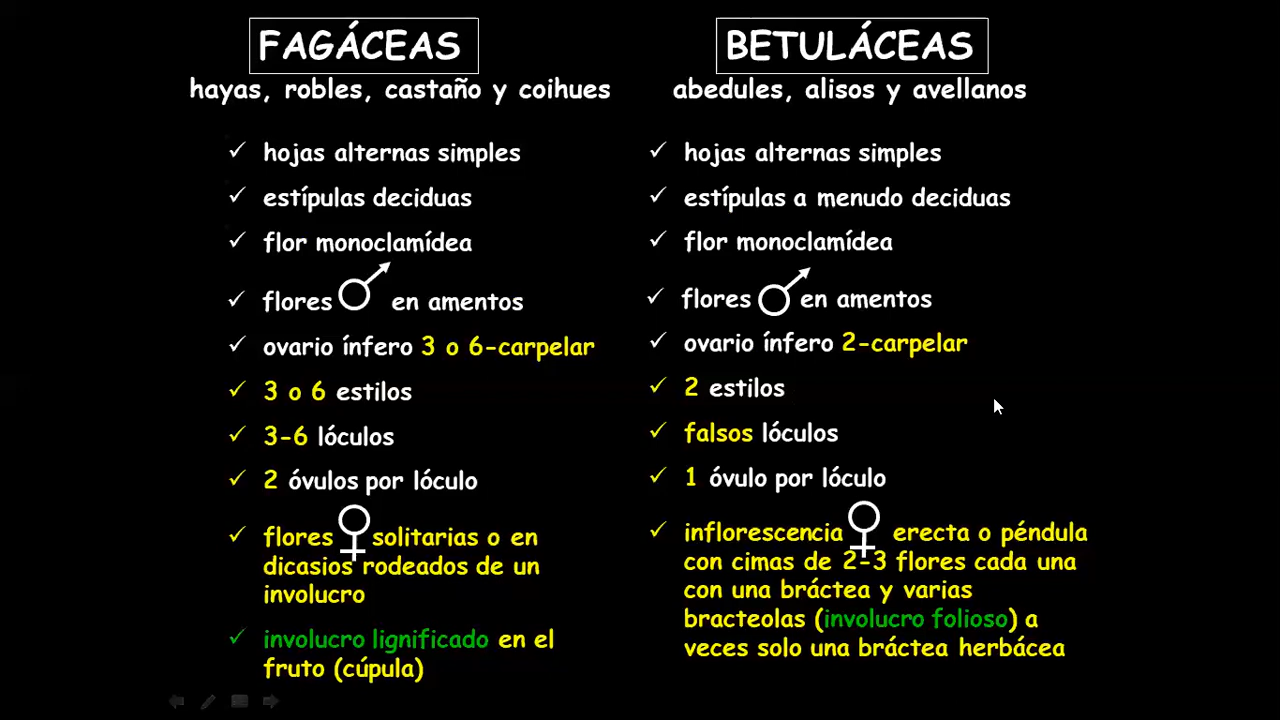 FAGÁCEAS
hayas, robles, castaño y coihues
✓ hojas alternas simples
✓ estípulas deciduas
✓ flor monoclamídea
✓ flores ♂ en amentos
✓ ovario ínfero 3 o 6-carpelar
✓ 3 o 6 estilos
✓ 3-6 lóculos
✓ 2 óvulos por lóculo
✓ flores ♀ solitarias o en
dicasios rodeados de un
involucro
✓ involucro lignificado en el
fruto (cúpula)
BETULÁCEAS
abedules, alisos y avellanos
✓ hojas alternas simples
✓ estípulas a menudo deciduas
✓ flor monoclamídea
✓ flores ♂ en amentos
✓ ovario ínfero 2-carpelar
✓ 2 estilos
✓ falsos lóculos
✓ 1 óvulo por lóculo
✓ inflorescencia ♀ erecta o péndula
con cimas de 2-3 flores cada una
con una bráctea y varias
bracteolas (involucro folioso) a
veces solo una bráctea herbácea